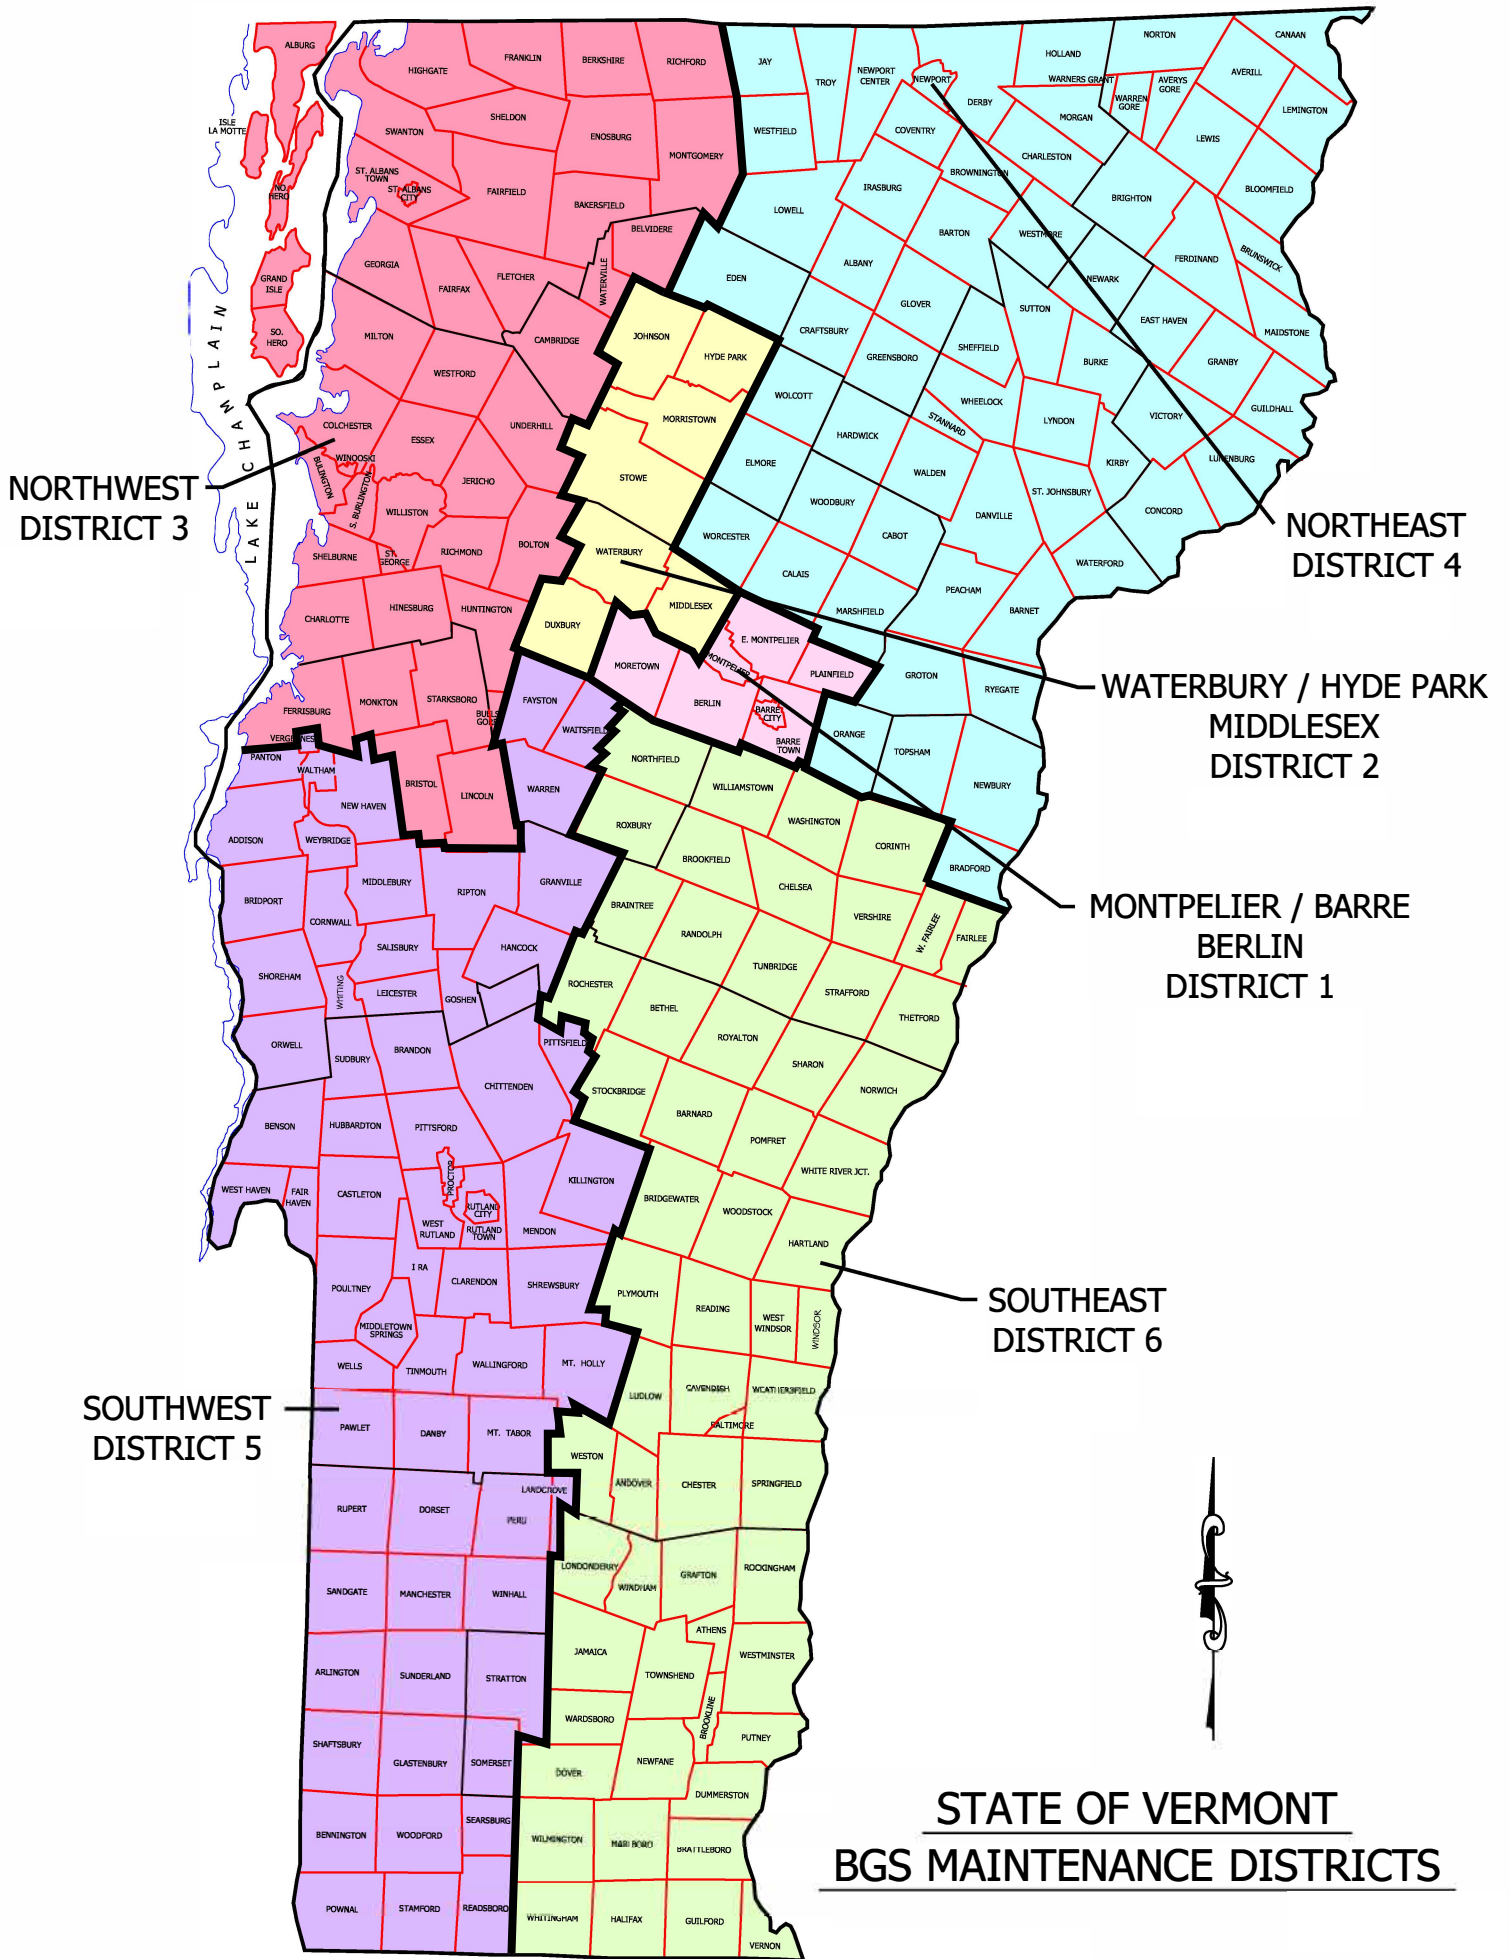 ALBURG
ISLE
LA MOTTE
NO.
HERO
GRAND
ISLE
SO.
HERO
LAKE CHAMPLAIN
HIGHGATE
FRANKLIN
BERKSHIRE
RICHFORD
SWANTON
SHELDON
ENOSBURG
MONTGOMERY
ST. ALBANS
TOWN
ST. ALBANS
CITY
FAIRFIELD
BAKERSFIELD
BELVIDERE
WATERVILLE
GEORGIA
FAIRFAX
FLETCHER
CAMBRIDGE
MILTON
WESTFORD
UNDERHILL
COLCHESTER
ESSEX
WINOOSKI
BULINGTON
S. BURLINGTON
WILLISTON
JERICHO
SHELBURNE
ST.
GEORGE
RICHMOND
BOLTON
CHARLOTTE
HINESBURG
HUNTINGTON
FERRISBURG
MONKTON
STARKSBORO
BUELS
GORE
BRISTOL
LINCOLN
NORTHWEST
DISTRICT 3
JAY
TROY
NEWPORT
CENTER
NEWPORT
DERBY
HOLLAND
NORTON
CANAAN
WARNERS GRANT
WARREN
GORE
AVERYS
GORE
AVERILL
LEMINGTON
WESTFIELD
COVENTRY
MORGAN
LEWIS
CHARLESTON
BROWNINGTON
IRASBURG
BRIGHTON
BLOOMFIELD
LOWELL
BARTON
WESTMORE
FERDINAND
BRUNSWICK
EDEN
ALBANY
GLOVER
NEWARK
SUTTON
EAST HAVEN
MAIDSTONE
CRAFTSBURY
GREENSBORO
SHEFFIELD
BURKE
GRANBY
WOLCOTT
WHEELOCK
STANNARD
LYNDON
VICTORY
GUILDHALL
HARDWICK
ELMORE
WALDEN
KIRBY
LUNENBURG
WOODBURY
ST. JOHNSBURY
DANVILLE
CONCORD
WORCESTER
CABOT
CALAIS
WATERFORD
PEACHAM
MARSHFIELD
BARNET
GROTON
RYEGATE
ORANGE
TOPSHAM
NEWBURY
BRADFORD
NORTHEAST
DISTRICT 4
JOHNSON
HYDE PARK
MORRISTOWN
STOWE
WATERBURY
MIDDLESEX
DUXBURY
WATERBURY / HYDE PARK
MIDDLESEX
DISTRICT 2
MORETOWN
E. MONTPELIER
MONTPELIER
PLAINFIELD
BERLIN
BARRE
CITY
BARRE
TOWN
MONTPELIER / BARRE
BERLIN
DISTRICT 1
FAYSTON
WAITSFIELD
WARREN
VERGENNES
PANTON
WALTHAM
NEW HAVEN
ADDISON
WEYBRIDGE
BRIDPORT
MIDDLEBURY
RIPTON
GRANVILLE
CORNWALL
SALISBURY
HANCOCK
SHOREHAM
WHITING
LEICESTER
GOSHEN
ORWELL
SUDBURY
BRANDON
CHITTENDEN
PITTSFIELD
BENSON
HUBBARDTON
PITTSFORD
WEST HAVEN
FAIR
HAVEN
CASTLETON
PROCTOR
RUTLAND
CITY
WEST
RUTLAND
RUTLAND
TOWN
MENDON
KILLINGTON
I RA
CLARENDON
SHREWSBURY
POULTNEY
MIDDLETOWN
SPRINGS
WELLS
TINMOUTH
WALLINGFORD
MT. HOLLY
PAWLET
DANBY
MT. TABOR
RUPERT
DORSET
LANDGROVE
PERU
SANDGATE
MANCHESTER
WINHALL
ARLINGTON
SUNDERLAND
STRATTON
SHAFTSBURY
GLASTENBURY
SOMERSET
BENNINGTON
WOODFORD
SEARSBURG
POWNAL
STAMFORD
READSBORO
SOUTHWEST
DISTRICT 5
NORTHFIELD
WILLIAMSTOWN
WASHINGTON
ROXBURY
BROOKFIELD
CORINTH
CHELSEA
BRAINTREE
RANDOLPH
VERSHIRE
W. FAIRLEE
FAIRLEE
TUNBRIDGE
ROCHESTER
BETHEL
STRAFFORD
THETFORD
ROYALTON
SHARON
STOCKBRIDGE
BARNARD
NORWICH
POMFRET
WHITE RIVER JCT.
BRIDGEWATER
WOODSTOCK
HARTLAND
PLYMOUTH
READING
WEST
WINDSOR
WINDSOR
LUDLOW
CAVENDISH
WEATHERSFIELD
BALTIMORE
WESTON
ANDOVER
CHESTER
SPRINGFIELD
LONDONDERRY
WINDHAM
GRAFTON
ROCKINGHAM
ATHENS
JAMAICA
TOWNSHEND
WESTMINSTER
WARDSBORO
BROOKLINE
PUTNEY
DOVER
NEWFANE
DUMMERSTON
WILMINGTON
MARLBORO
BRATTLEBORO
WHITINGHAM
HALIFAX
GUILFORD
VERNON
SOUTHEAST
DISTRICT 6
STATE OF VERMONT
BGS MAINTENANCE DISTRICTS